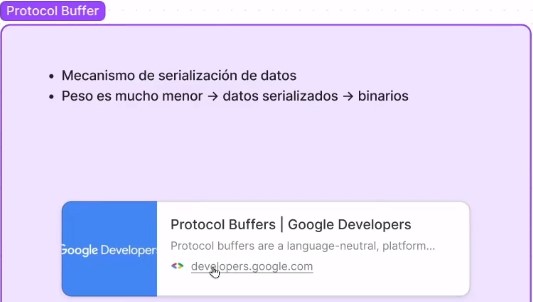 Protocol Buffer
• Mecanismo de serialización de datos
• Peso es mucho menor → datos serializados → binarios
Google Developers
Protocol Buffers | Google Developers
Protocol buffers are a language-neutral, platform...
developers.google.com